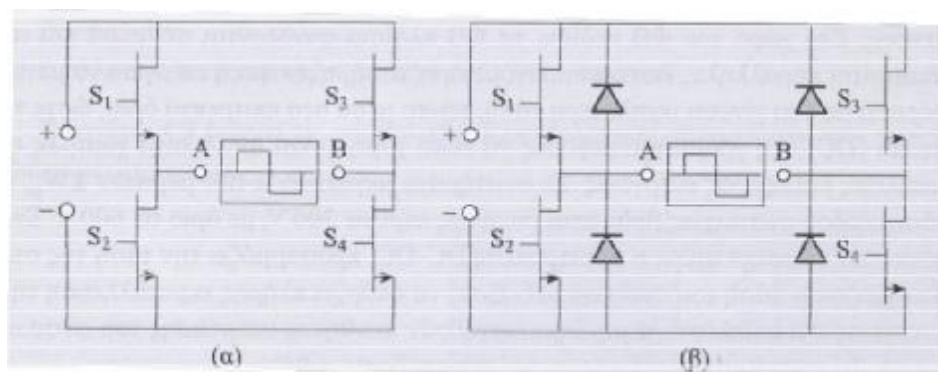 S₁
S₃
+
A
B
−
S₂
S₄
(α)
S₁
S₃
+
A
B
−
S₂
S₄
(β)